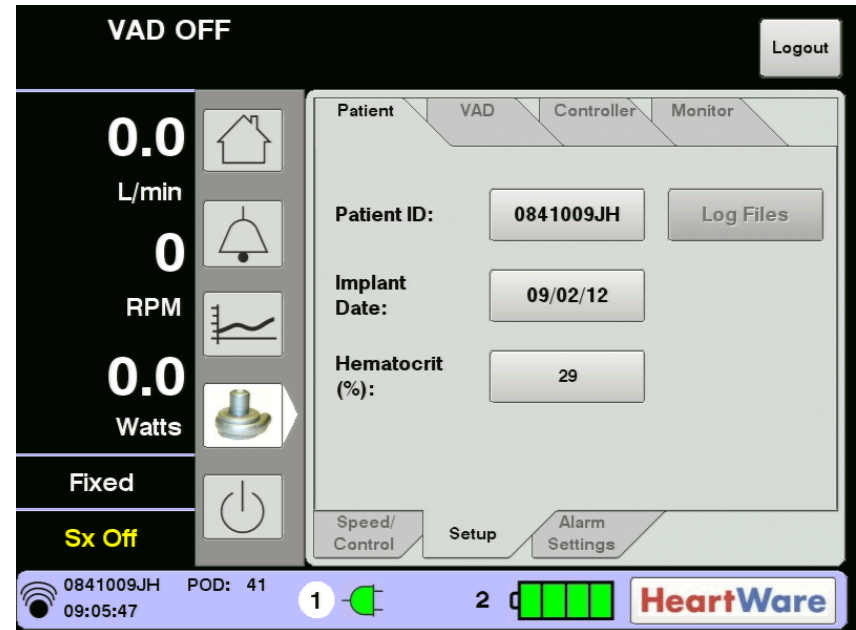 VAD OFF
Logout
0.0
L/min
0
RPM
0.0
Watts
Fixed
Sx Off
Patient
VAD
Controller
Monitor
Patient ID:
0841009JH
Log Files
Implant
Date:
09/02/12
Hematocrit
(%):
29
Speed/
Control
Setup
Alarm
Settings
0841009JH POD: 41
09:05:47
1
2
HeartWare